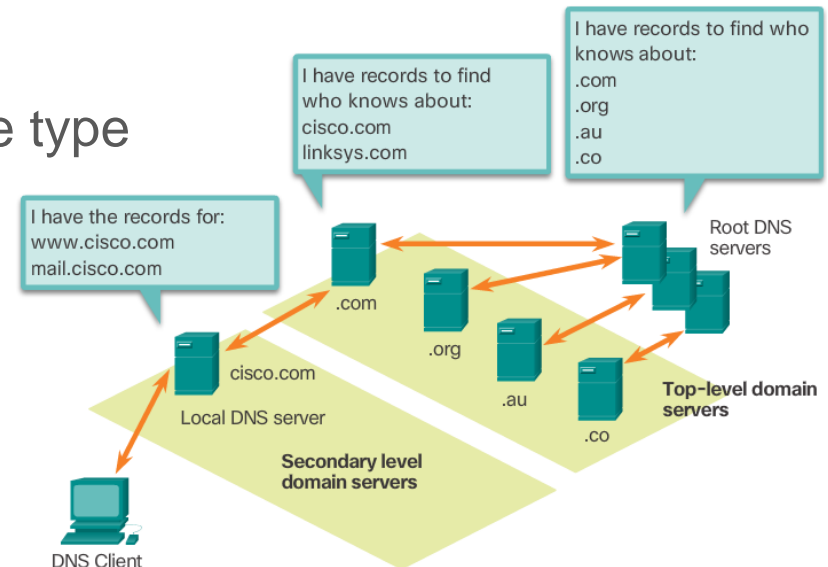 e type
I have records to find who
knows about:
.com
.org
.au
.co
I have records to find
who knows about:
cisco.com
linksys.com
I have the records for:
www.cisco.com
mail.cisco.com
Root DNS
servers
.com
.org
.au
.co
Top-level domain
servers
cisco.com
Local DNS server
Secondary level
domain servers
DNS Client